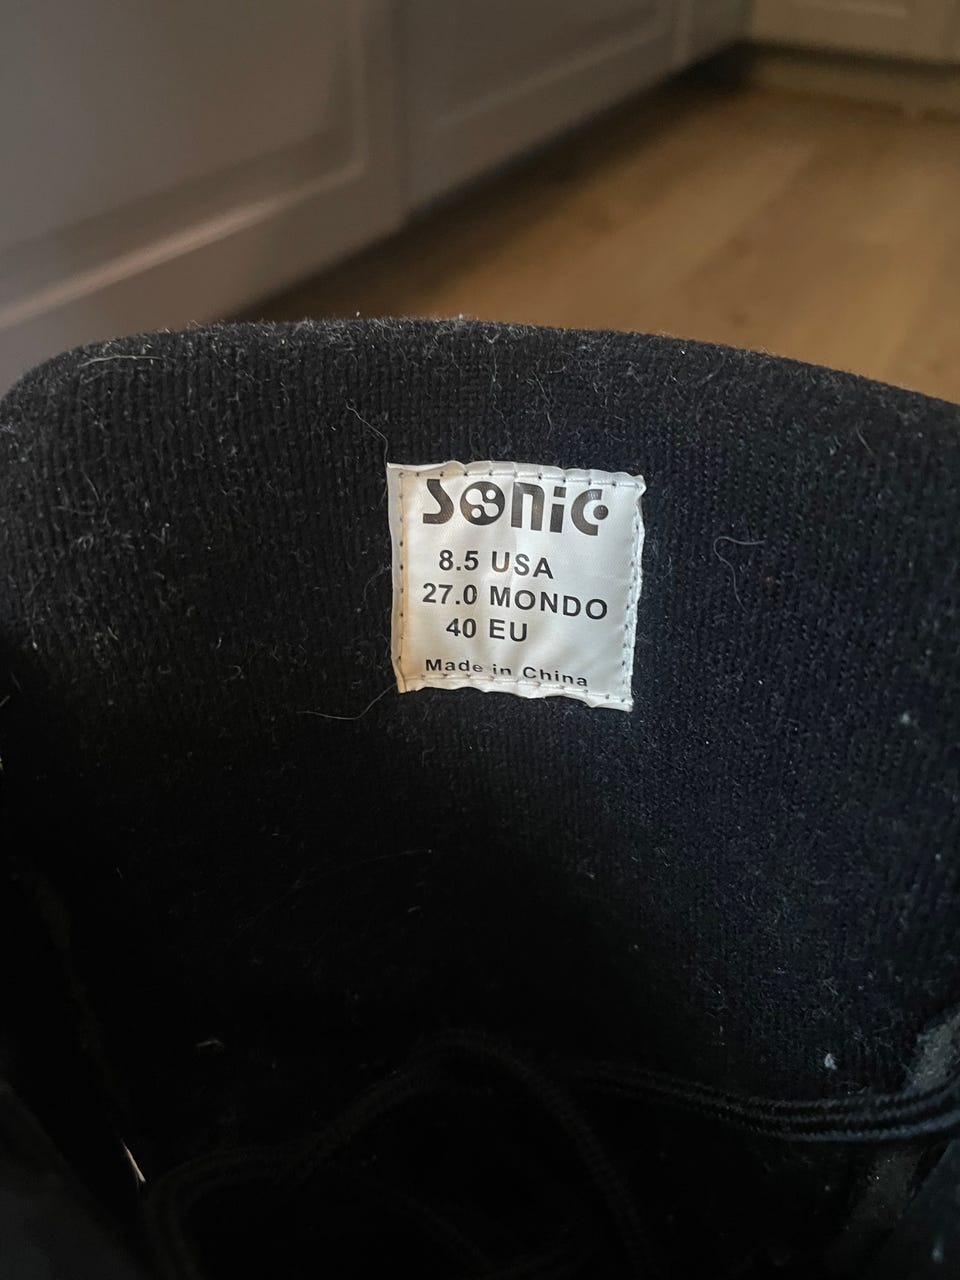 SONIC
8.5 USA
27.0 MONDO
40 EU
Made in China